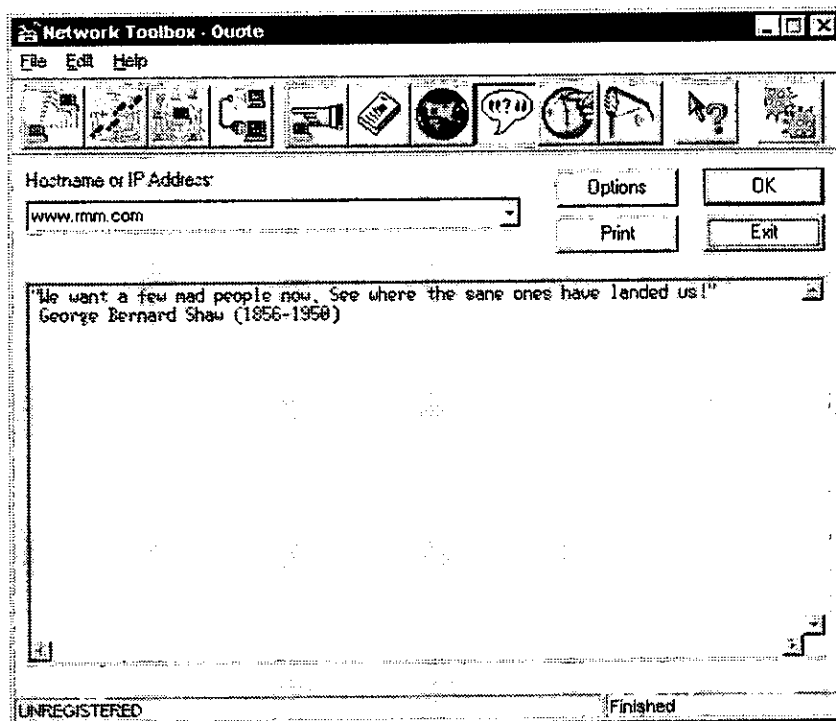 Network Toolbox - Quote
File Edit Help
"?"
Hostname or IP Address:
Options
OK
www.rmm.com
Print
Exit
"We want a few mad people now. See where the sane ones have landed us!"
George Bernard Shaw (1856-1950)
UNREGISTERED
Finished